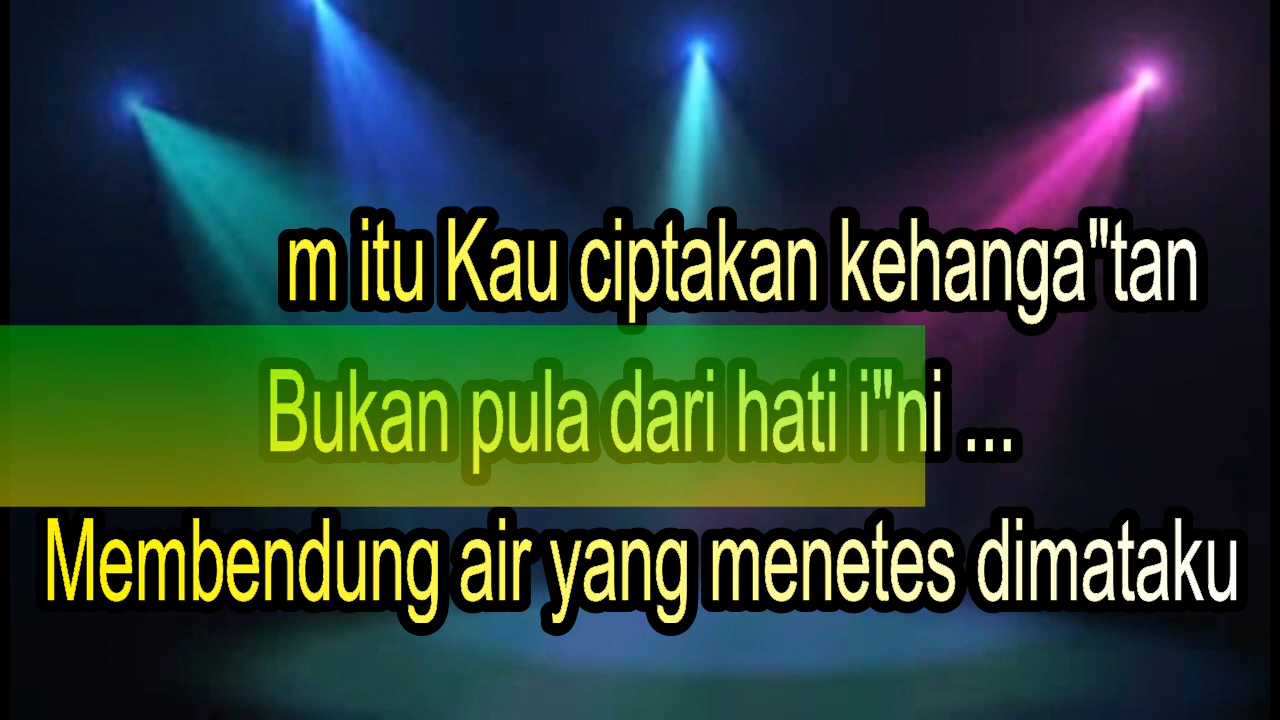 m itu Kau ciptakan kehanga"tan
Bukan pula dari hati i"ni ...
Membendung air yang menetes dimataku